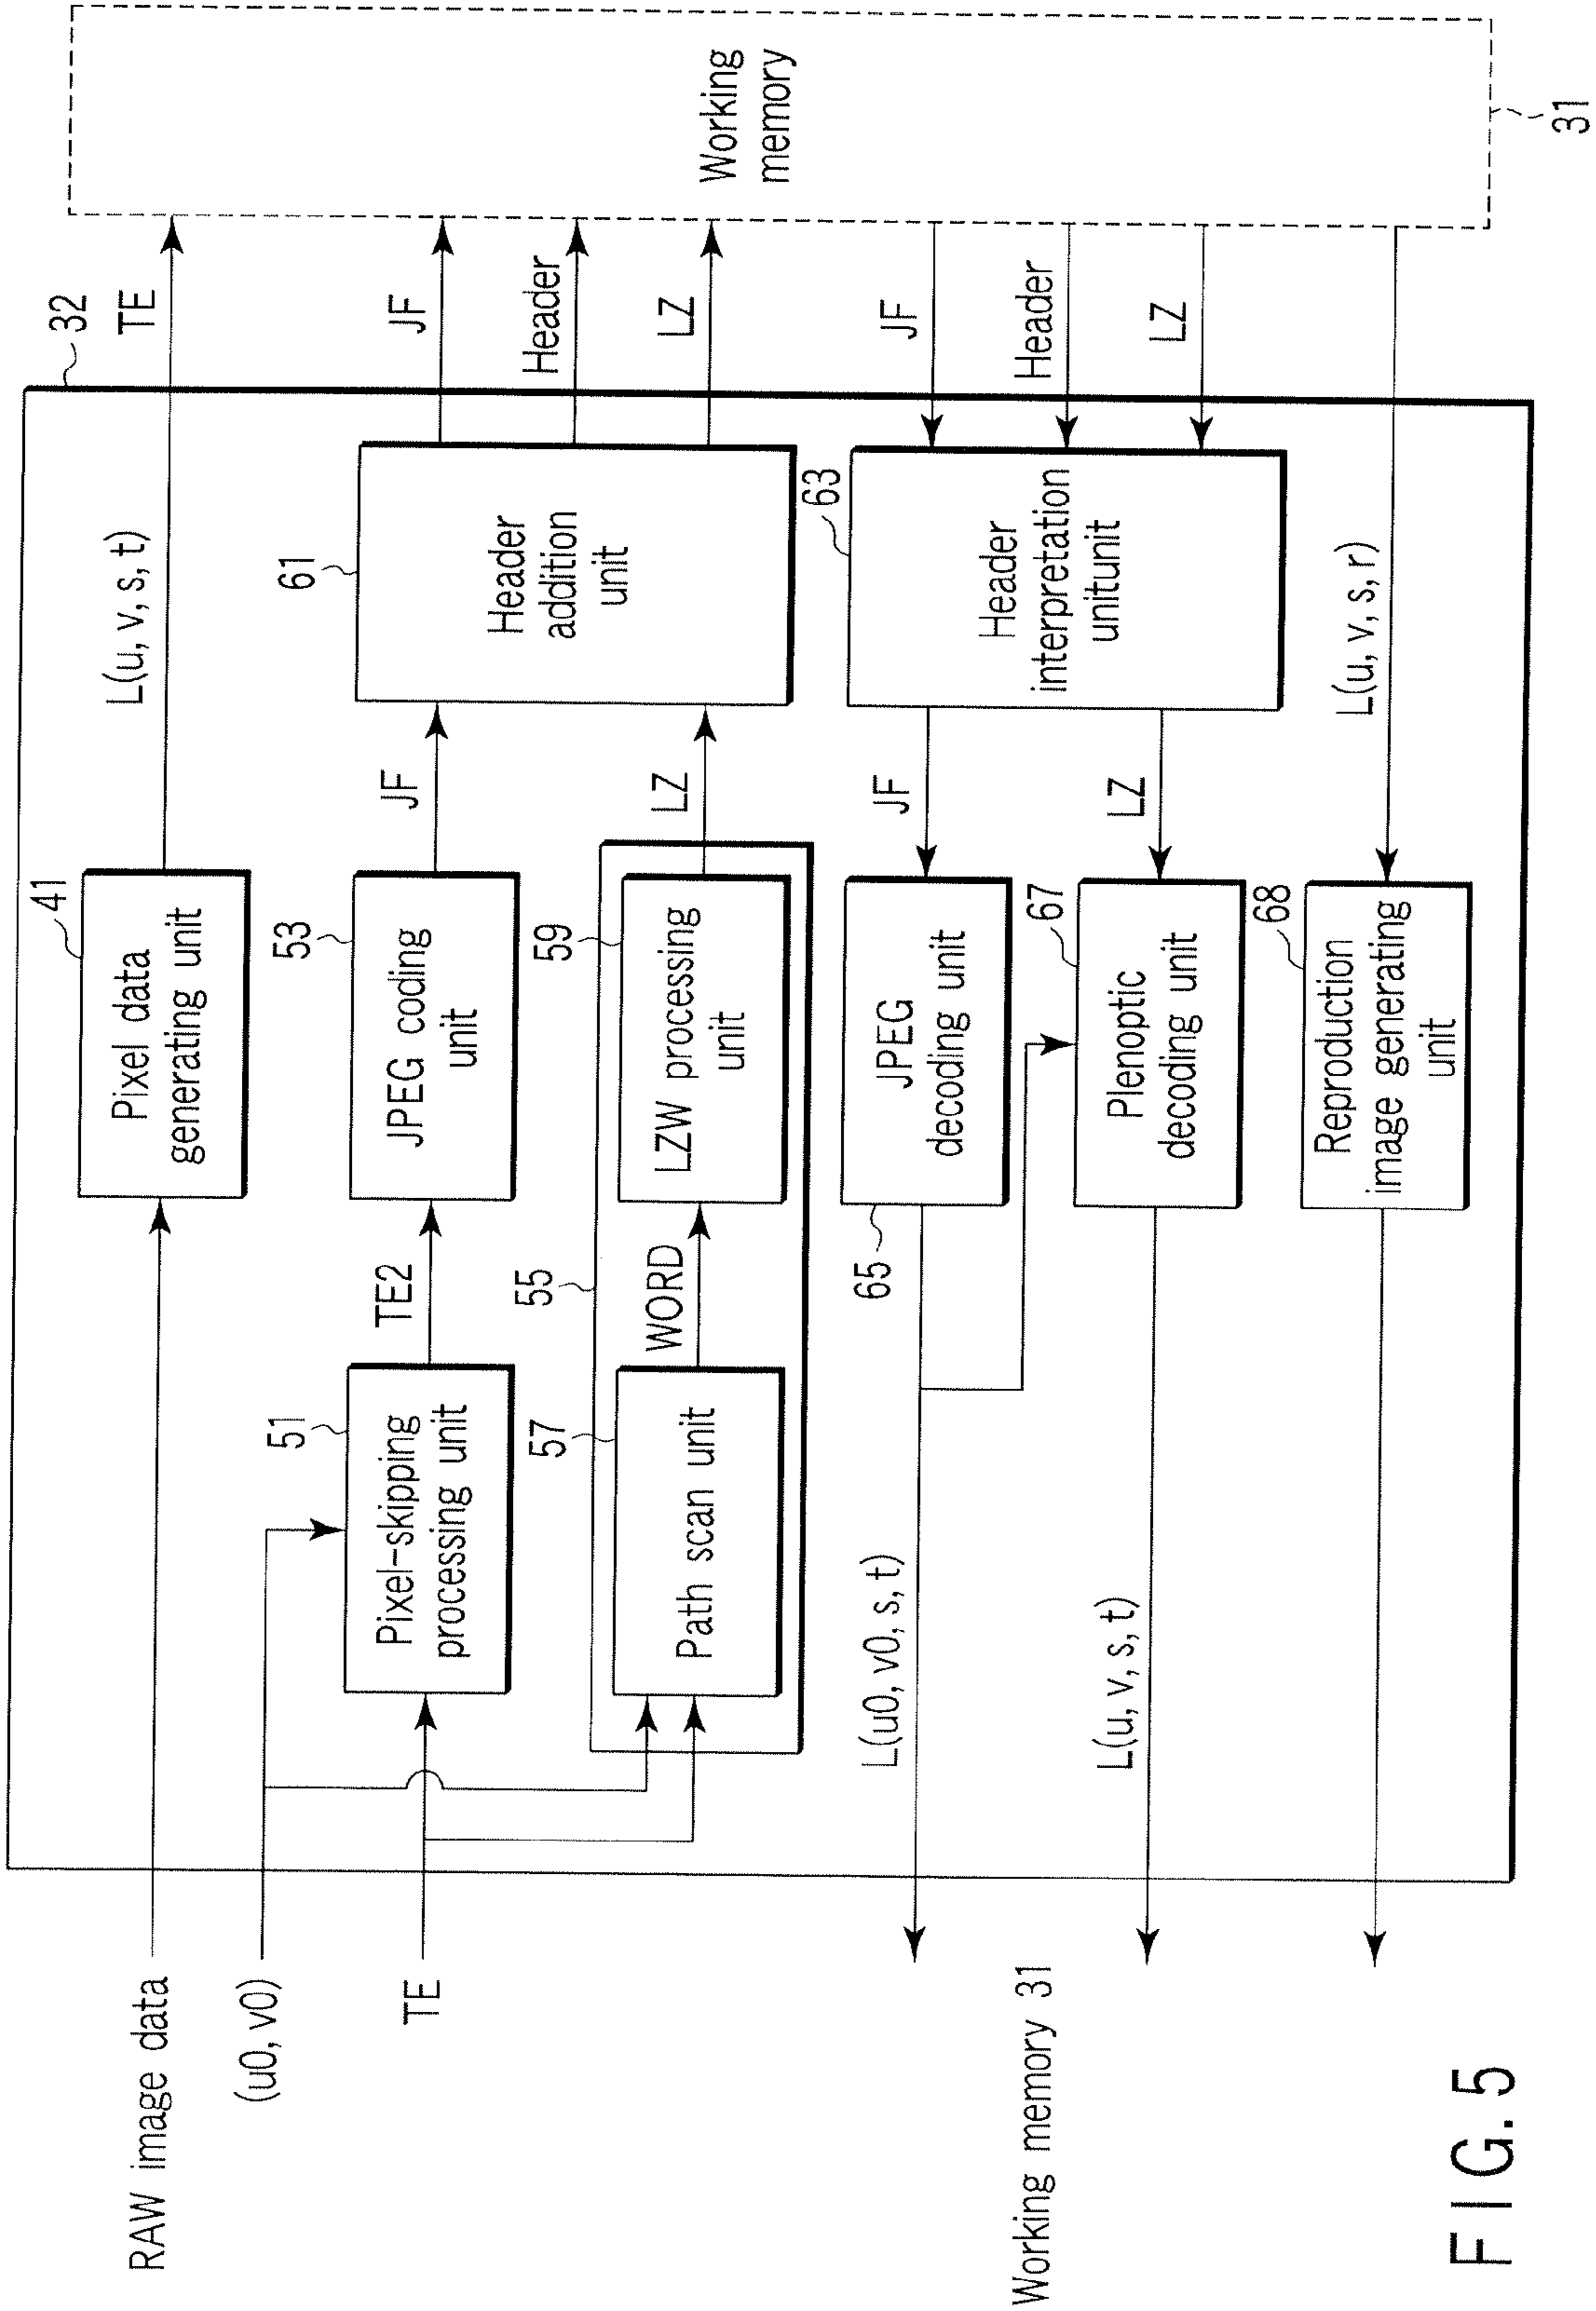 RAW image data
41
Pixel data
generating unit
L(u, v, s, t)
32
TE
(u0, v0)
TE
51
Pixel-skipping
processing unit
TE2
53
JPEG coding
unit
JF
61
Header
addition
unit
JF
Header
LZ
55
57
Path scan unit
WORD
59
LZW processing
unit
LZ
Working
memory
31
65
JPEG
decoding unit
JF
63
Header
interpretation
unitunit
JF
Header
LZ
L(u0, v0, s, t)
67
Plenoptic
decoding unit
LZ
L(u, v, s, t)
68
Reproduction
image generating
unit
L(u, v, s, r)
Working memory 31
FIG. 5